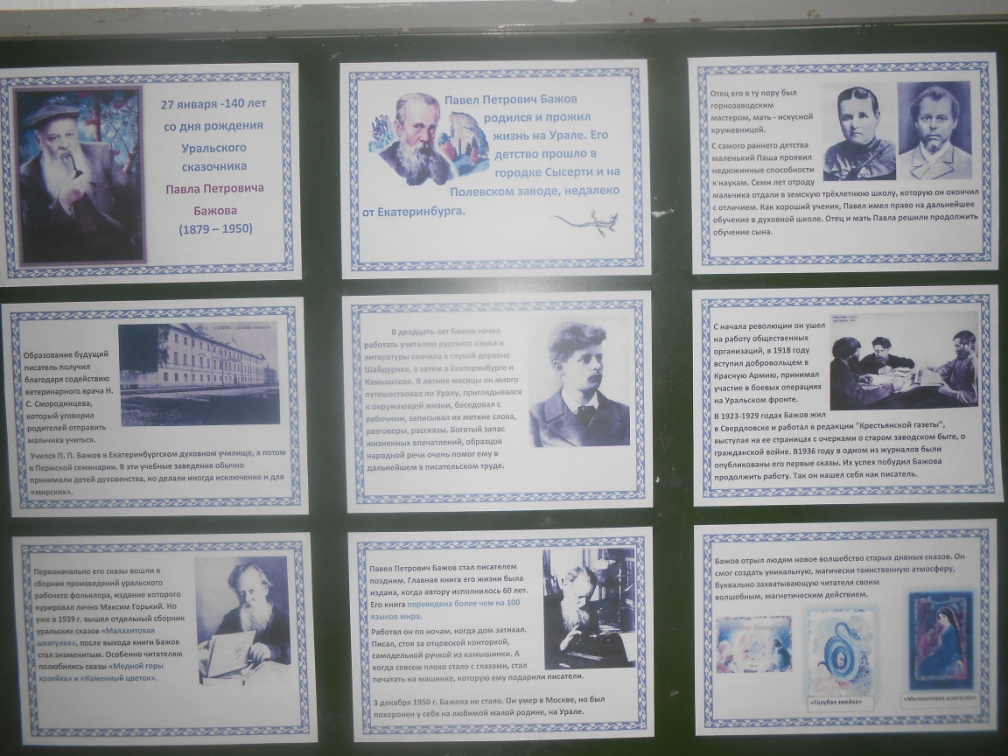 27 января -140 лет
со дня рождения
Уральского
сказочника
Павла Петровича
Бажова
(1879 – 1950)
Павел Петрович Бажов
родился и прожил
жизнь на Урале. Его
детство прошло в
городке Сысерти и на
Полевском заводе, недалеко
от Екатеринбурга.
Отец его в ту пору был
горнозаводским
мастером, мать - искусной
кружевницей.
С самого раннего детства
маленький Паша проявил
недюжинные способности
к наукам. Семи лет отроду
мальчика отдали в земскую трёхлетнюю школу, которую он окончил
с отличием. Как хороший ученик, Павел имел право на дальнейшее
обучение в духовной школе. Отец и мать Павла решили продолжить
обучение сына.
Образование будущий
писатель получил
благодаря содействию
ветеринарного врача Н.
С. Смородинцева,
который уговорил
родителей отправить
мальчика учиться.
Учился П. П. Бажов в Екатеринбургском духовном училище, а потом
в Пермской семинарии. В эти учебные заведения обычно
принимали детей духовенства, но делали иногда исключение и для
«мирских».
В двадцать лет Бажов начал
работать учителем русского языка и
литературы сначала в глухой деревне
Шайдурихе, а затем в Екатеринбурге и
Камышлове. В летние месяцы он много
путешествовал по Уралу, приглядывался
к окружающей жизни, беседовал с
рабочими, записывал их меткие слова,
разговоры, рассказы. Богатый запас
жизненных впечатлений, образцов
народной речи очень помог ему в
дальнейшем в писательском труде.
С начала революции он ушел
на работу общественных
организаций, в 1918 году
вступил добровольцем в
Красную Армию, принимал
участие в боевых операциях
на Уральском фронте.
В 1923-1929 годах Бажов жил
в Свердловске и работал в редакции "Крестьянской газеты",
выступая на ее страницах с очерками о старом заводском быте, о
гражданской войне. В1936 году в одном из журналов были
опубликованы его первые сказы. Их успех побудил Бажова
продолжить работу. Так он нашел себя как писатель.
Первоначально его сказы вошли в
сборник произведений уральского
рабочего фольклора, издание которого
курировал лично Максим Горький. Но
уже в 1939 г. вышел отдельный сборник
уральских сказов «Малахитовая
шкатулка», после выхода книги Бажов
стал знаменитым. Особенно читателям
полюбились сказы «Медной горы
хозяйка» и «Каменный цветок».
Павел Петрович Бажов стал писателем
поздним. Главная книга его жизни была
издана, когда автору исполнилось 60 лет.
Его книга переведена более чем на 100
языков мира.
Работал он по ночам, когда дом затихал.
Писал, стоя за отцовской конторкой,
самодельной ручкой из камышинки. А
когда совсем плохо стало с глазами, стал
печатать на машинке, которую ему подарили писатели.
3 декабря 1950 г. Бажова не стало. Он умер в Москве, но был
похоронен у себя на любимой малой родине, на Урале.
Бажов отрыл людям новое волшебство старых дивных сказов. Он
смог создать уникальную, магически таинственную атмосферу,
буквально захватывающую читателя своим
волшебным, магнетическим действием.
«Голубая змейка»
«Малахитовая шкатулка»